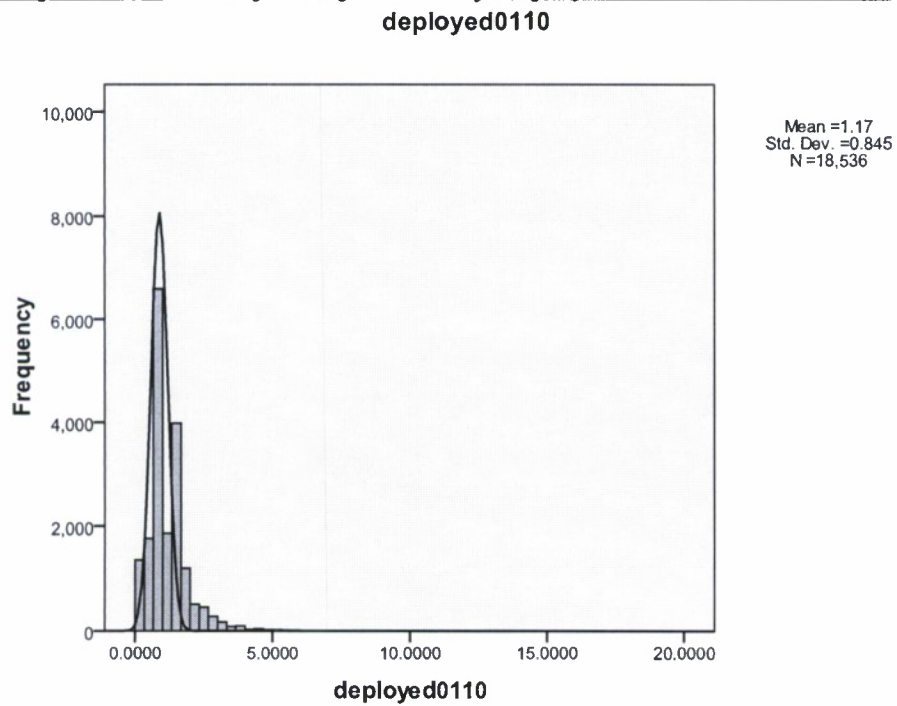 deployed0110
10,000
8,000
6,000
4,000
2,000
0
Frequency
0.0000
5.0000
10.0000
15.0000
20.0000
deployed0110
Mean =1.17
Std. Dev. =0.845
N =18,536